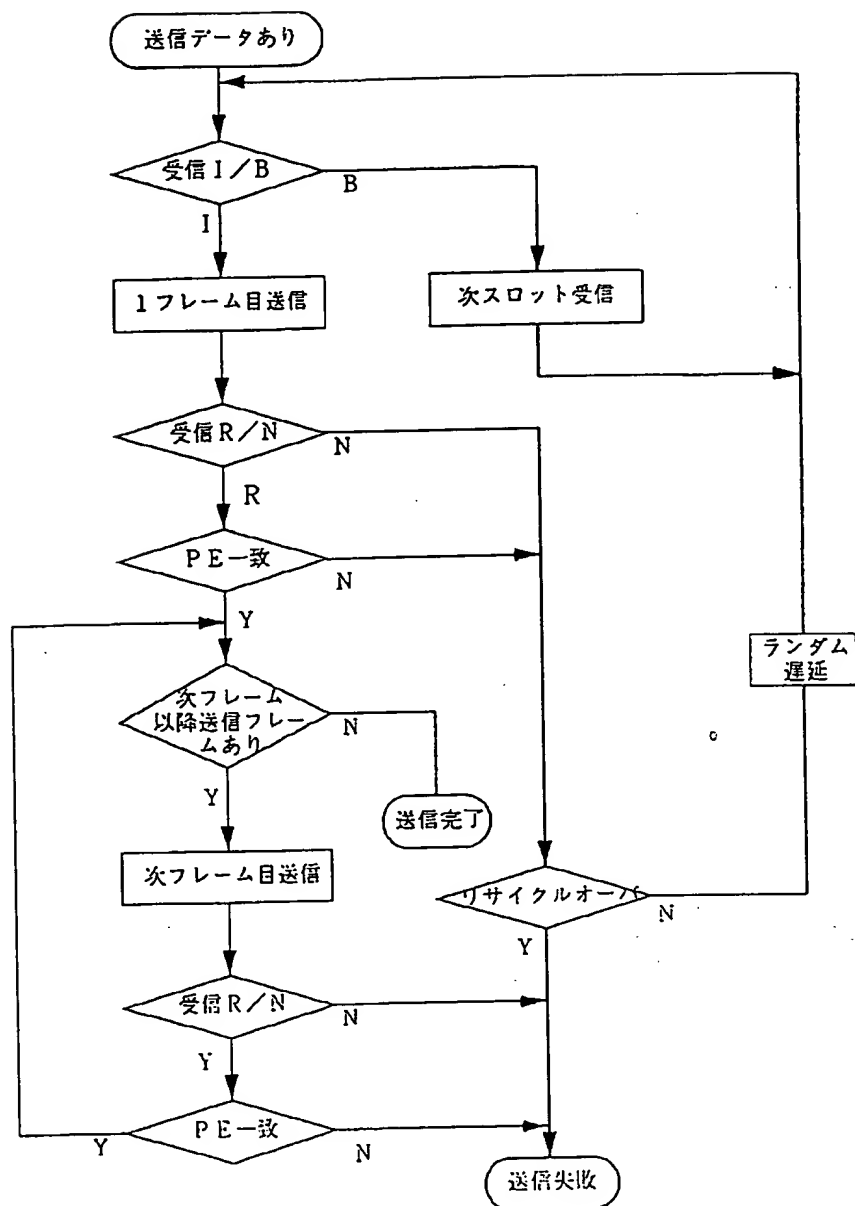 送信データあり
受信I/B
B
I
1フレーム目送信
次スロット受信
受信R/N
N
R
PE一致
N
Y
ランダム
遅延
次フレーム
以降送信フレー
ムあり
N
Y
送信完了
次フレーム目送信
リサイクルオーバ
N
Y
受信R/N
N
Y
PE一致
Y
N
送信失敗